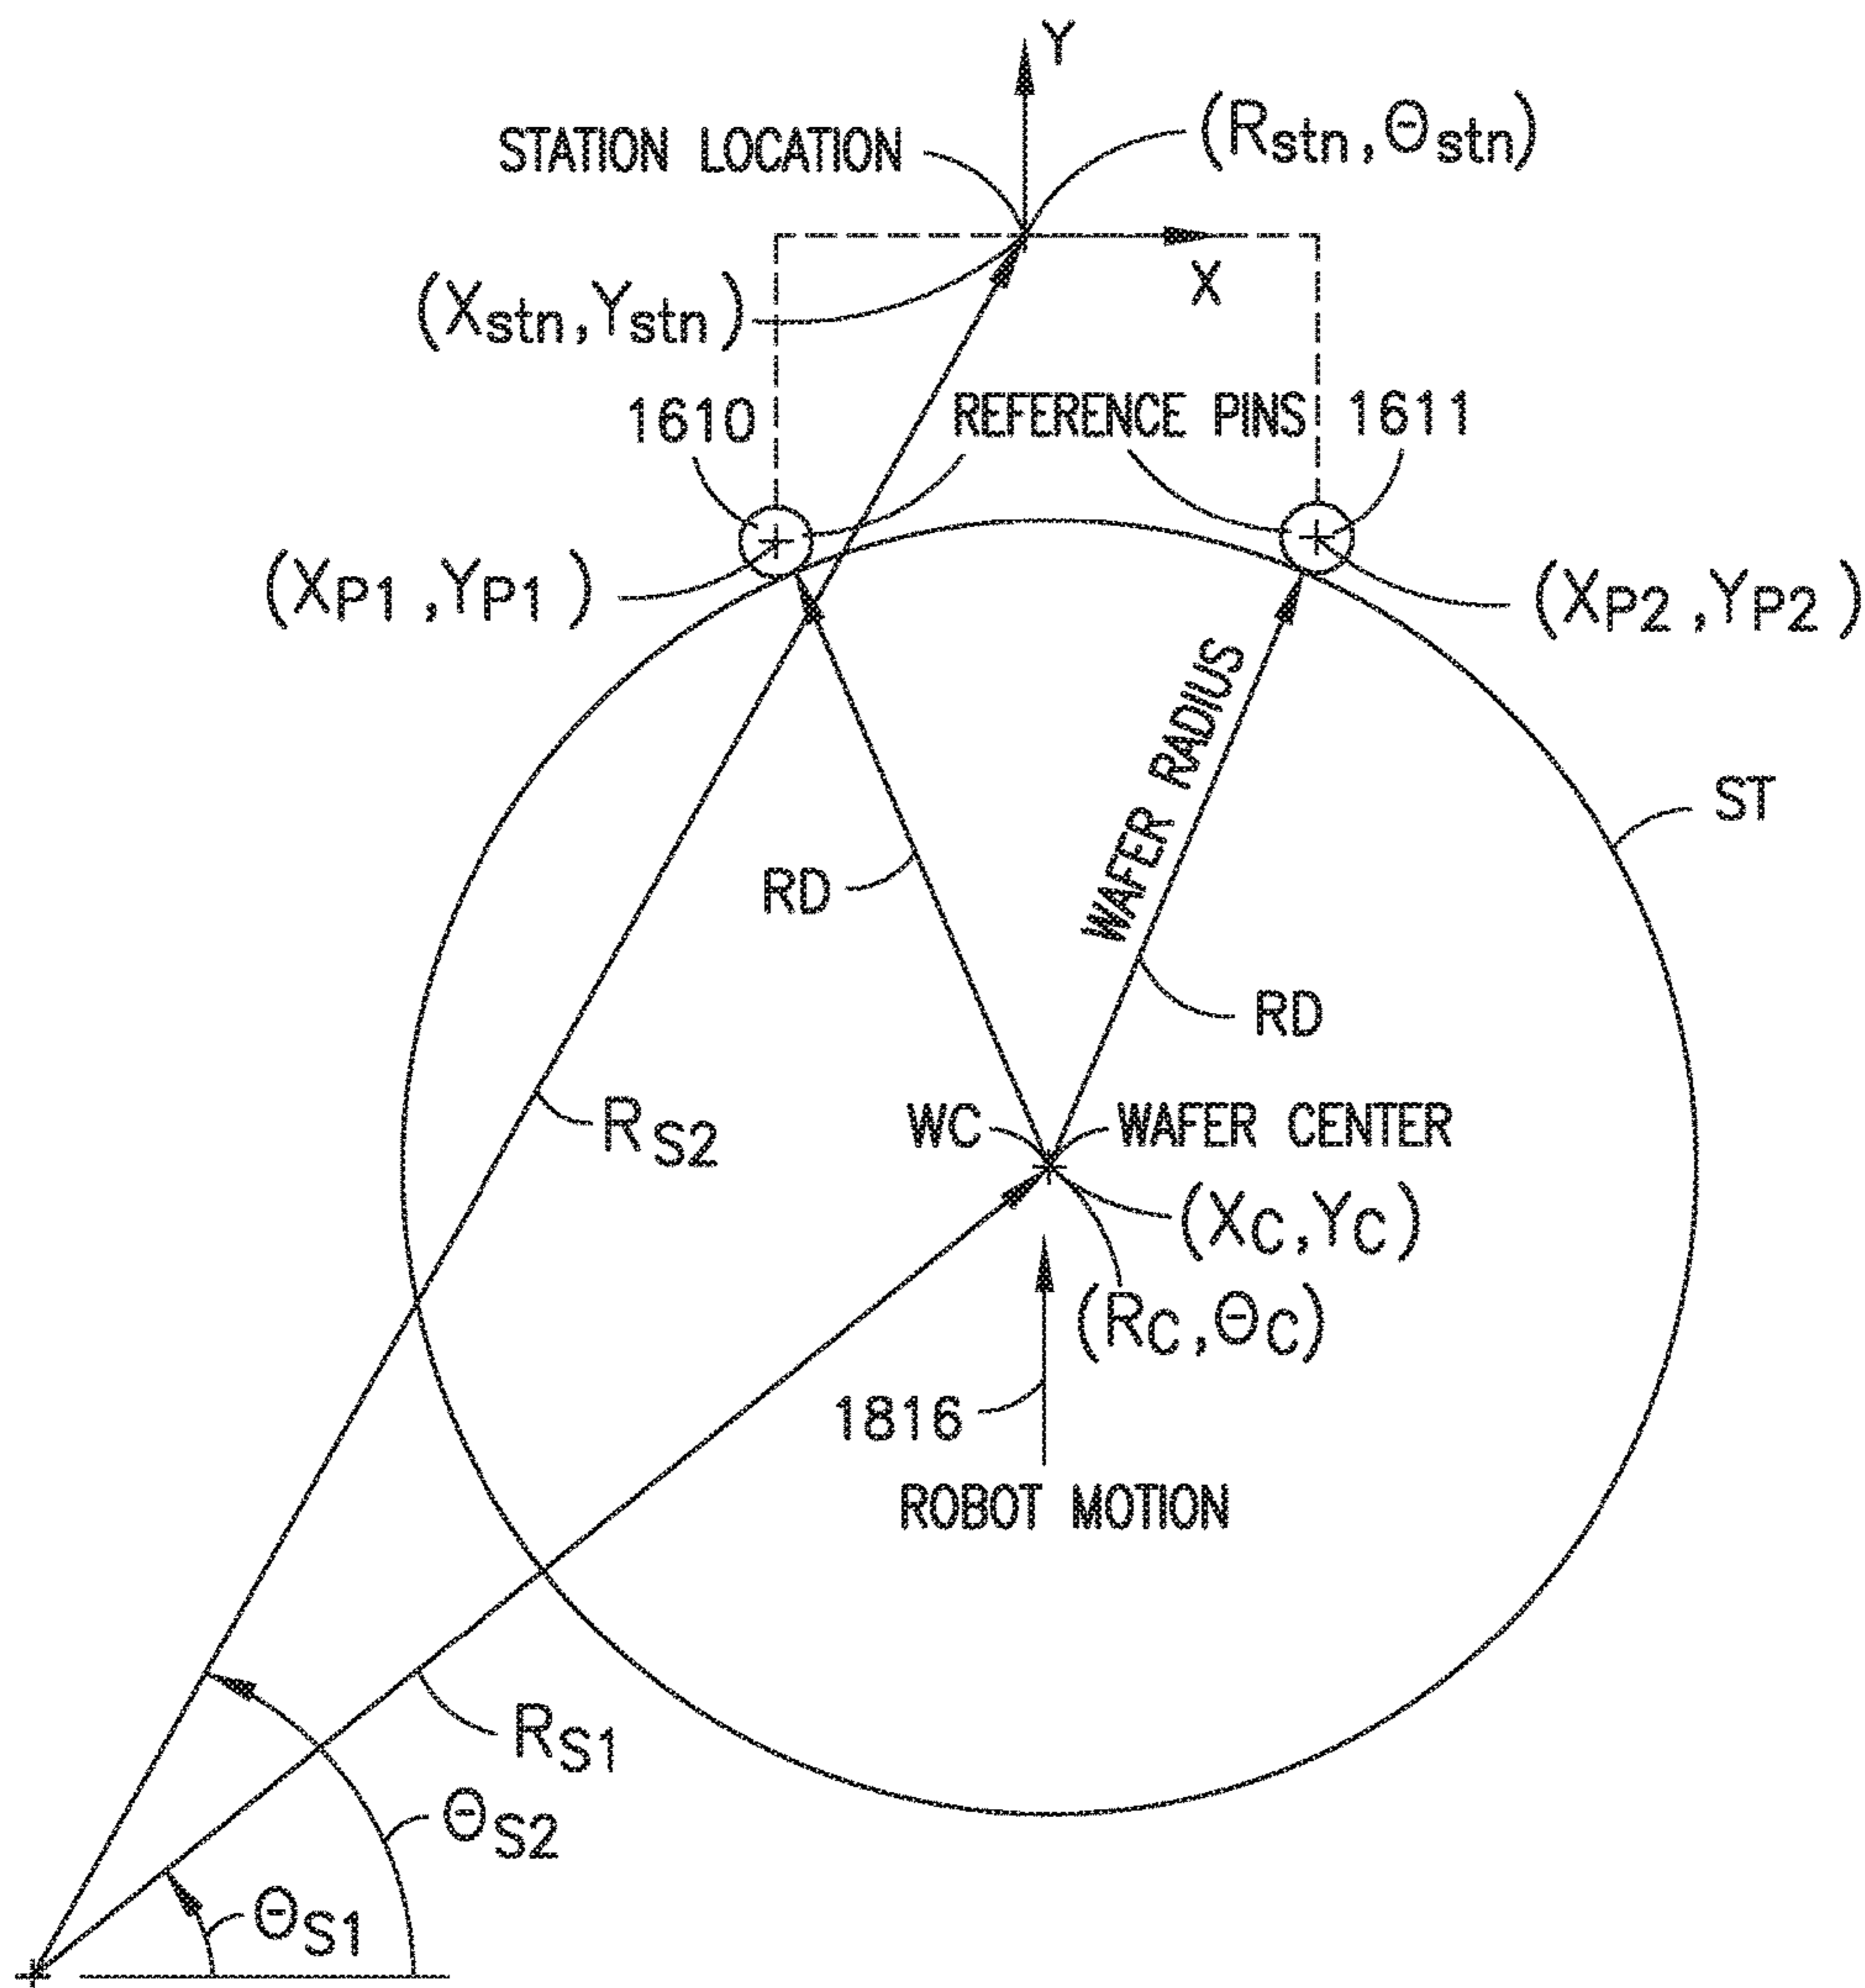 Y
(Rstn,Θstn)
STATION LOCATION
X
(Xstn,Ystn)
1610
REFERENCE PINS
1611
(XP1,YP1)
(XP2,YP2)
WAFER RADIUS
ST
RD
RD
RS2
WC
WAFER CENTER
(XC,YC)
(RC,ΘC)
1816
ROBOT MOTION
RS1
ΘS2
ΘS1